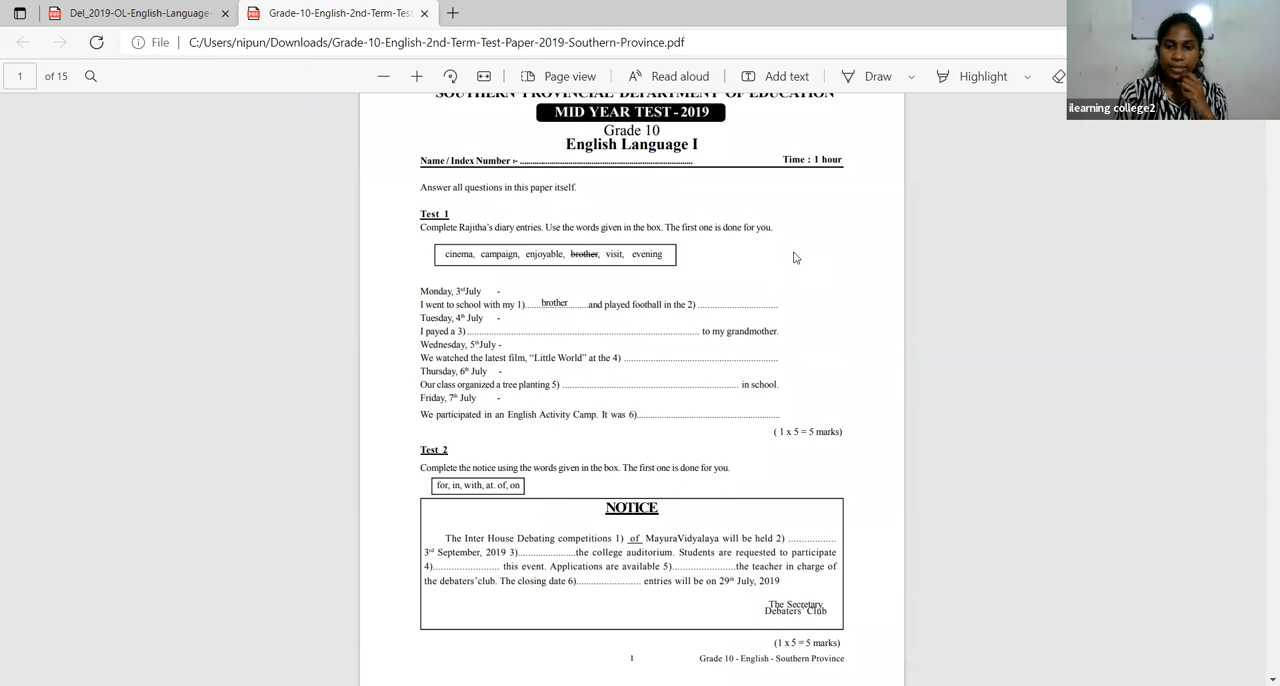 Del_2019-OL-English-Language-
Grade-10-English-2nd-Term-Test
File C:/Users/nipun/Downloads/Grade-10-English-2nd-Term-Test-Paper-2019-Southern-Province.pdf
1 of 15 Page view Read aloud Add text Draw Highlight
ilearning college2
SOUTHERN PROVINCIAL DEPARTMENT OF EDUCATION
MID YEAR TEST - 2019
Grade 10
English Language I
Name / Index Number :- ........................................................................ Time : 1 hour
Answer all questions in this paper itself.
Test 1
Complete Rajitha's diary entries. Use the words given in the box. The first one is done for you.
cinema, campaign, enjoyable, brother, visit, evening
Monday, 3rd July -
I went to school with my 1)......brother........and played football in the 2) ................................
Tuesday, 4th July -
I payed a 3) ............................................................................................. to my grandmother.
Wednesday, 5th July -
We watched the latest film, “Little World” at the 4) ..............................................................
Thursday, 6th July -
Our class organized a tree planting 5) ....................................................................... in school.
Friday, 7th July -
We participated in an English Activity Camp. It was 6).........................................................
( 1 x 5 = 5 marks)
Test 2
Complete the notice using the words given in the box. The first one is done for you.
for, in, with, at. of, on
NOTICE
The Inter House Debating competitions 1) of MayuraVidyalaya will be held 2) .................
3rd September, 2019 3).....................the college auditorium. Students are requested to participate
4)........................ this event. Applications are available 5).......................the teacher in charge of
the debaters'club. The closing date 6)........................ entries will be on 29th July, 2019
The Secretary
Debaters' Club
(1 x 5 = 5 marks)
1 Grade 10 - English - Southern Province